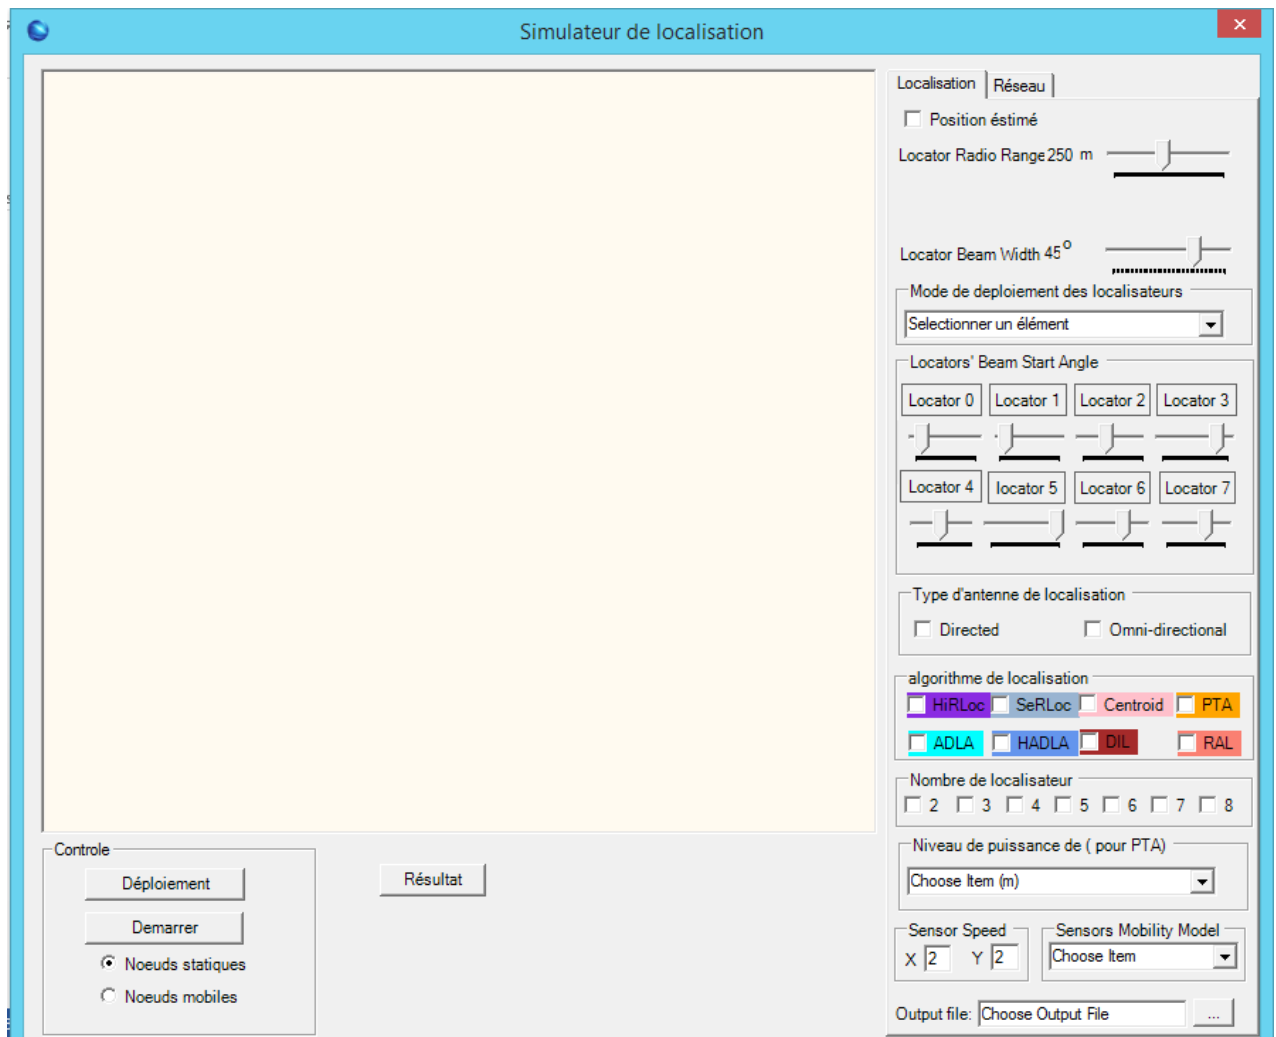 Simulateur de localisation
Localisation Réseau
Position éstimé
Locator Radio Range 250 m
Locator Beam Width 45°
Mode de deploiement des localisateurs
Selectionner un élément
Locators' Beam Start Angle
Locator 0 Locator 1 Locator 2 Locator 3
Locator 4 locator 5 Locator 6 Locator 7
Type d'antenne de localisation
Directed Omni-directional
algorithme de localisation
HiRLoc SeRLoc Centroid PTA
ADLA HADLA DIL RAL
Nombre de localisateur
2 3 4 5 6 7 8
Niveau de puissance de ( pour PTA)
Choose Item (m)
Sensor Speed Sensors Mobility Model
X 2 Y 2 Choose Item
Output file: Choose Output File ...
Controle
Déploiement
Demarrer
Noeuds statiques
Noeuds mobiles
Résultat